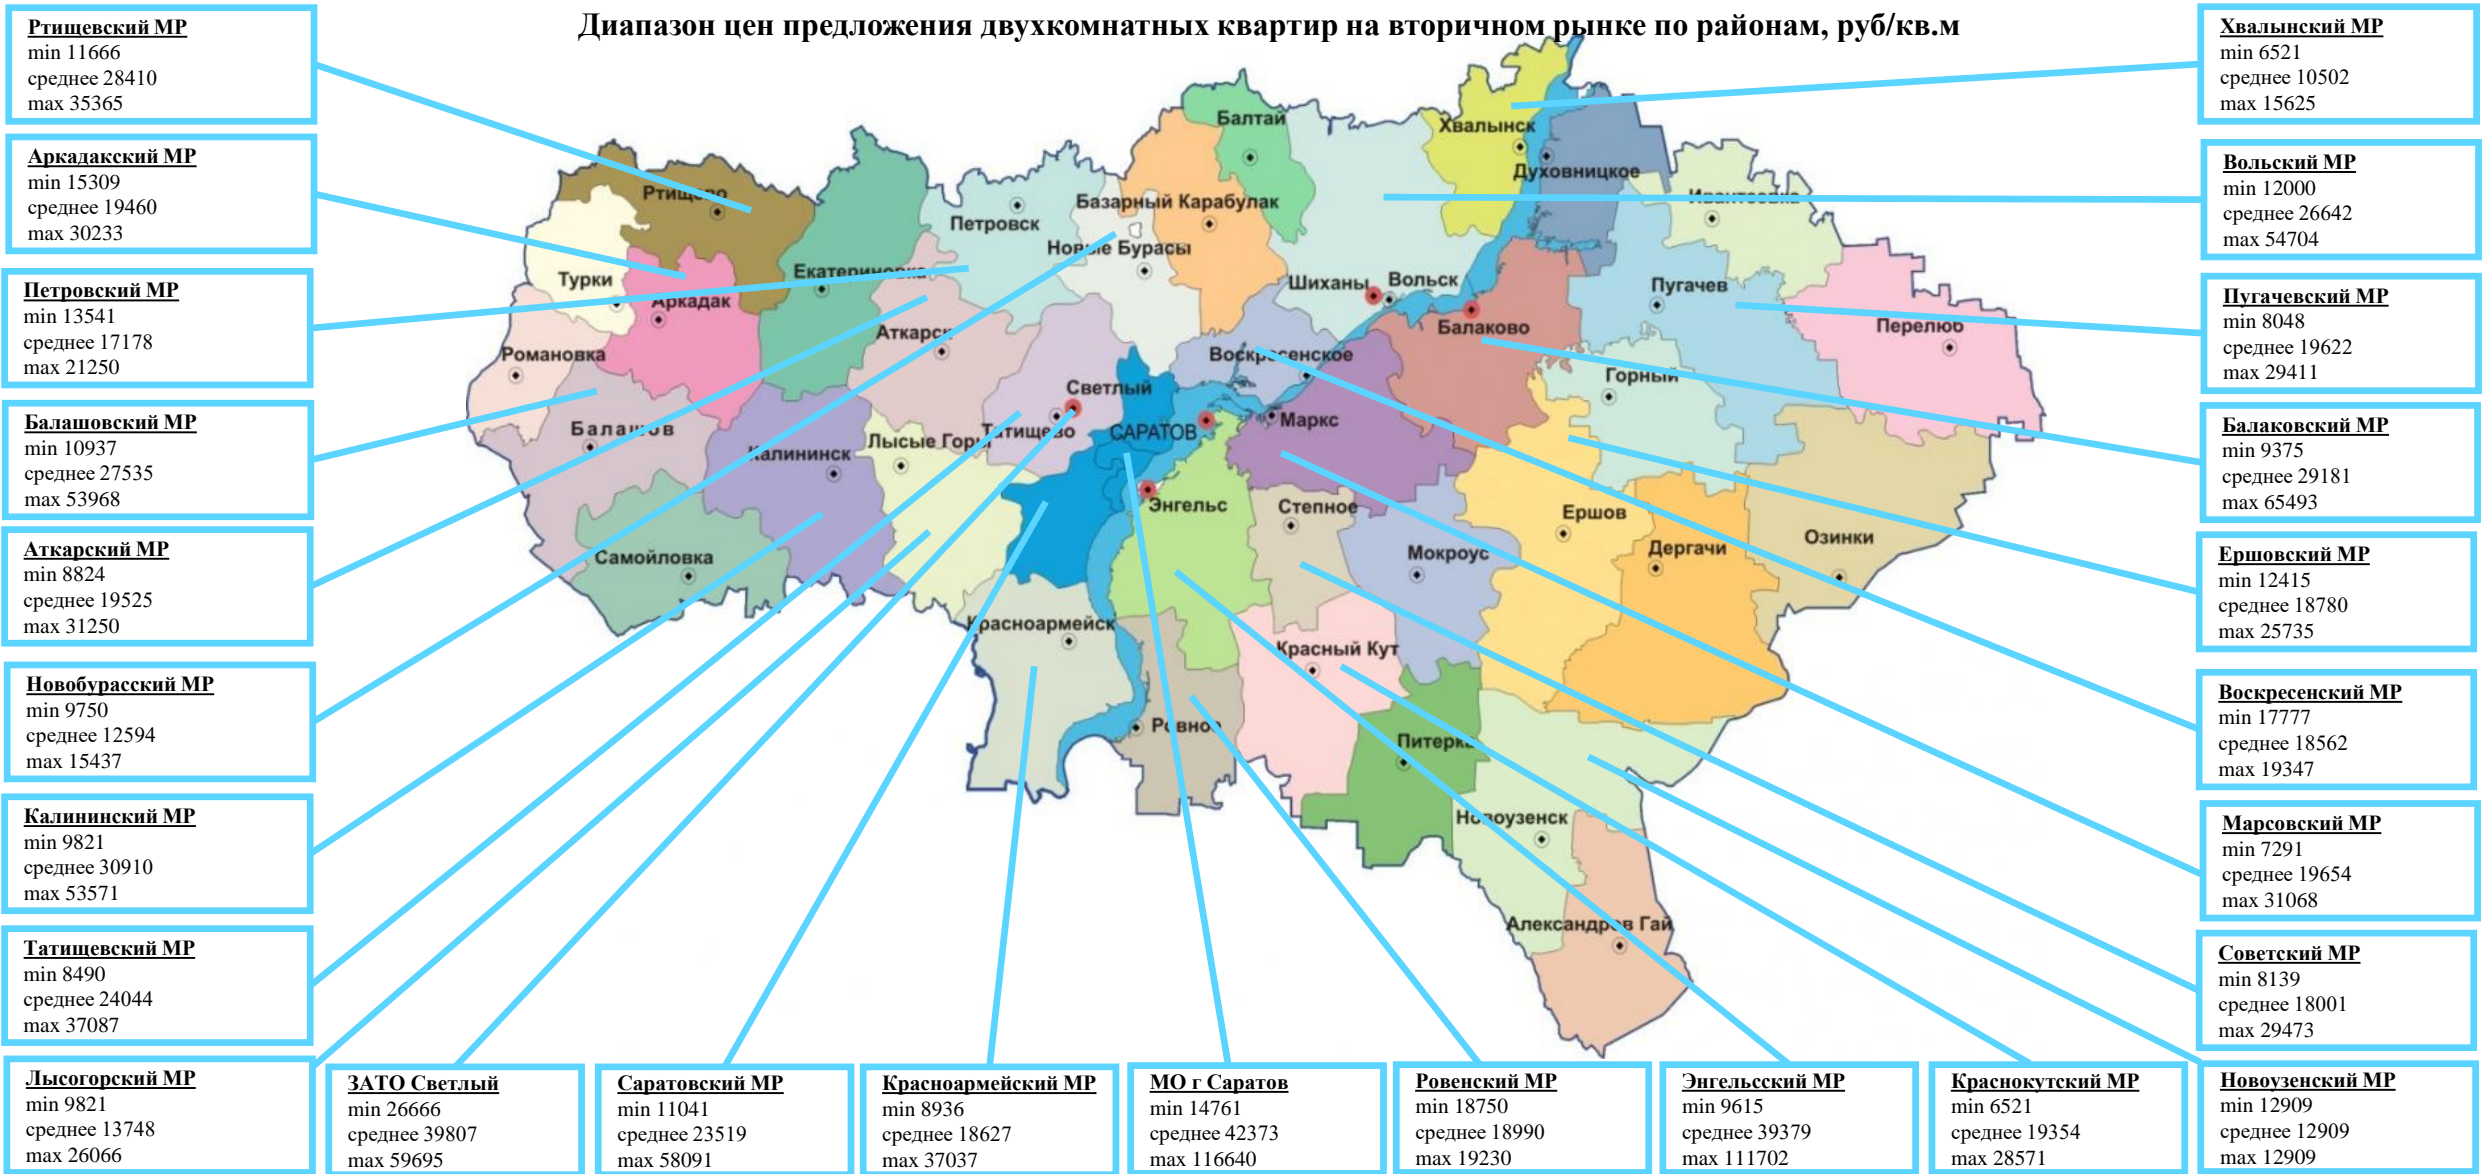 Диапазон цен предложения двухкомнатных квартир на вторичном рынке по районам, руб/кв.м
Ртищевский МР
min 11666
среднее 28410
max 35365
Аркадакский МР
min 15309
среднее 19460
max 30233
Петровский МР
min 13541
среднее 17178
max 21250
Балашовский МР
min 10937
среднее 27535
max 53968
Аткарский МР
min 8824
среднее 19525
max 31250
Новобурасский МР
min 9750
среднее 12594
max 15437
Калининский МР
min 9821
среднее 30910
max 53571
Татищевский МР
min 8490
среднее 24044
max 37087
Лысогорский МР
min 9821
среднее 13748
max 26066
ЗАТО Светлый
min 26666
среднее 39807
max 59695
Саратовский МР
min 11041
среднее 23519
max 58091
Красноармейский МР
min 8936
среднее 18627
max 37037
МО г Саратов
min 14761
среднее 42373
max 116640
Ровенский МР
min 18750
среднее 18990
max 19230
Энгельсский МР
min 9615
среднее 39379
max 111702
Краснокутский МР
min 6521
среднее 19354
max 28571
Новоузенский МР
min 12909
среднее 12909
max 12909
Хвалынский МР
min 6521
среднее 10502
max 15625
Вольский МР
min 12000
среднее 26642
max 54704
Пугачевский МР
min 8048
среднее 19622
max 29411
Балаковский МР
min 9375
среднее 29181
max 65493
Ершовский МР
min 12415
среднее 18780
max 25735
Воскресенский МР
min 17777
среднее 18562
max 19347
Марсовский МР
min 7291
среднее 19654
max 31068
Советский МР
min 8139
среднее 18001
max 29473
Балтай
Хвалынск
Духовницкое
Ртищево
Ивантеевка
Базарный Карабулак
Петровск
Новые Бурасы
Екатериновка
Турки
Аркадак
Шиханы
Вольск
Пугачев
Балаково
Перелюб
Аткарск
Романовка
Воскресенское
Горный
Светлый
Маркс
Балашов
Татищево
САРАТОВ
Лысые Горы
Калининск
Энгельс
Степное
Ершов
Озинки
Дергачи
Мокроус
Самойловка
Красноармейск
Красный Кут
Ровное
Питерка
Новоузенск
Александров Гай